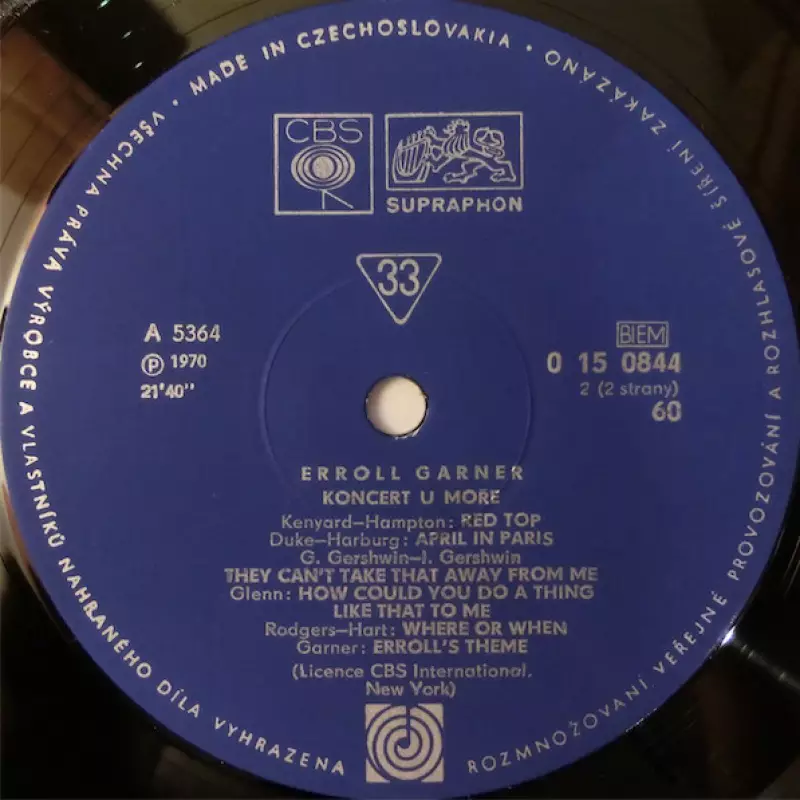 • VŠECHNA PRÁVA VÝROBCE A VLASTNÍKŮ NAHRANÉHO DÍLA VYHRAZENA
• MADE IN CZECHOSLOVAKIA •
ROZMNOŽOVANÍ VEŘEJNÉ PROVOZOVÁNÍ A ROZHLASOVÉ ŠÍŘENÍ ZAKÁZÁNO
CBS
SUPRAPHON
33
A 5364
℗ 1970
21'40"
BIEM
0 15 0844
2 (2 strany)
60
ERROLL GARNER
KONCERT U MOŘE
Kenyard–Hampton: RED TOP
Duke–Harburg: APRIL IN PARIS
G. Gershwin–I. Gershwin
THEY CAN'T TAKE THAT AWAY FROM ME
Glenn: HOW COULD YOU DO A THING
LIKE THAT TO ME
Rodgers–Hart: WHERE OR WHEN
Garner: ERROLL'S THEME
(Licence CBS International,
New York)